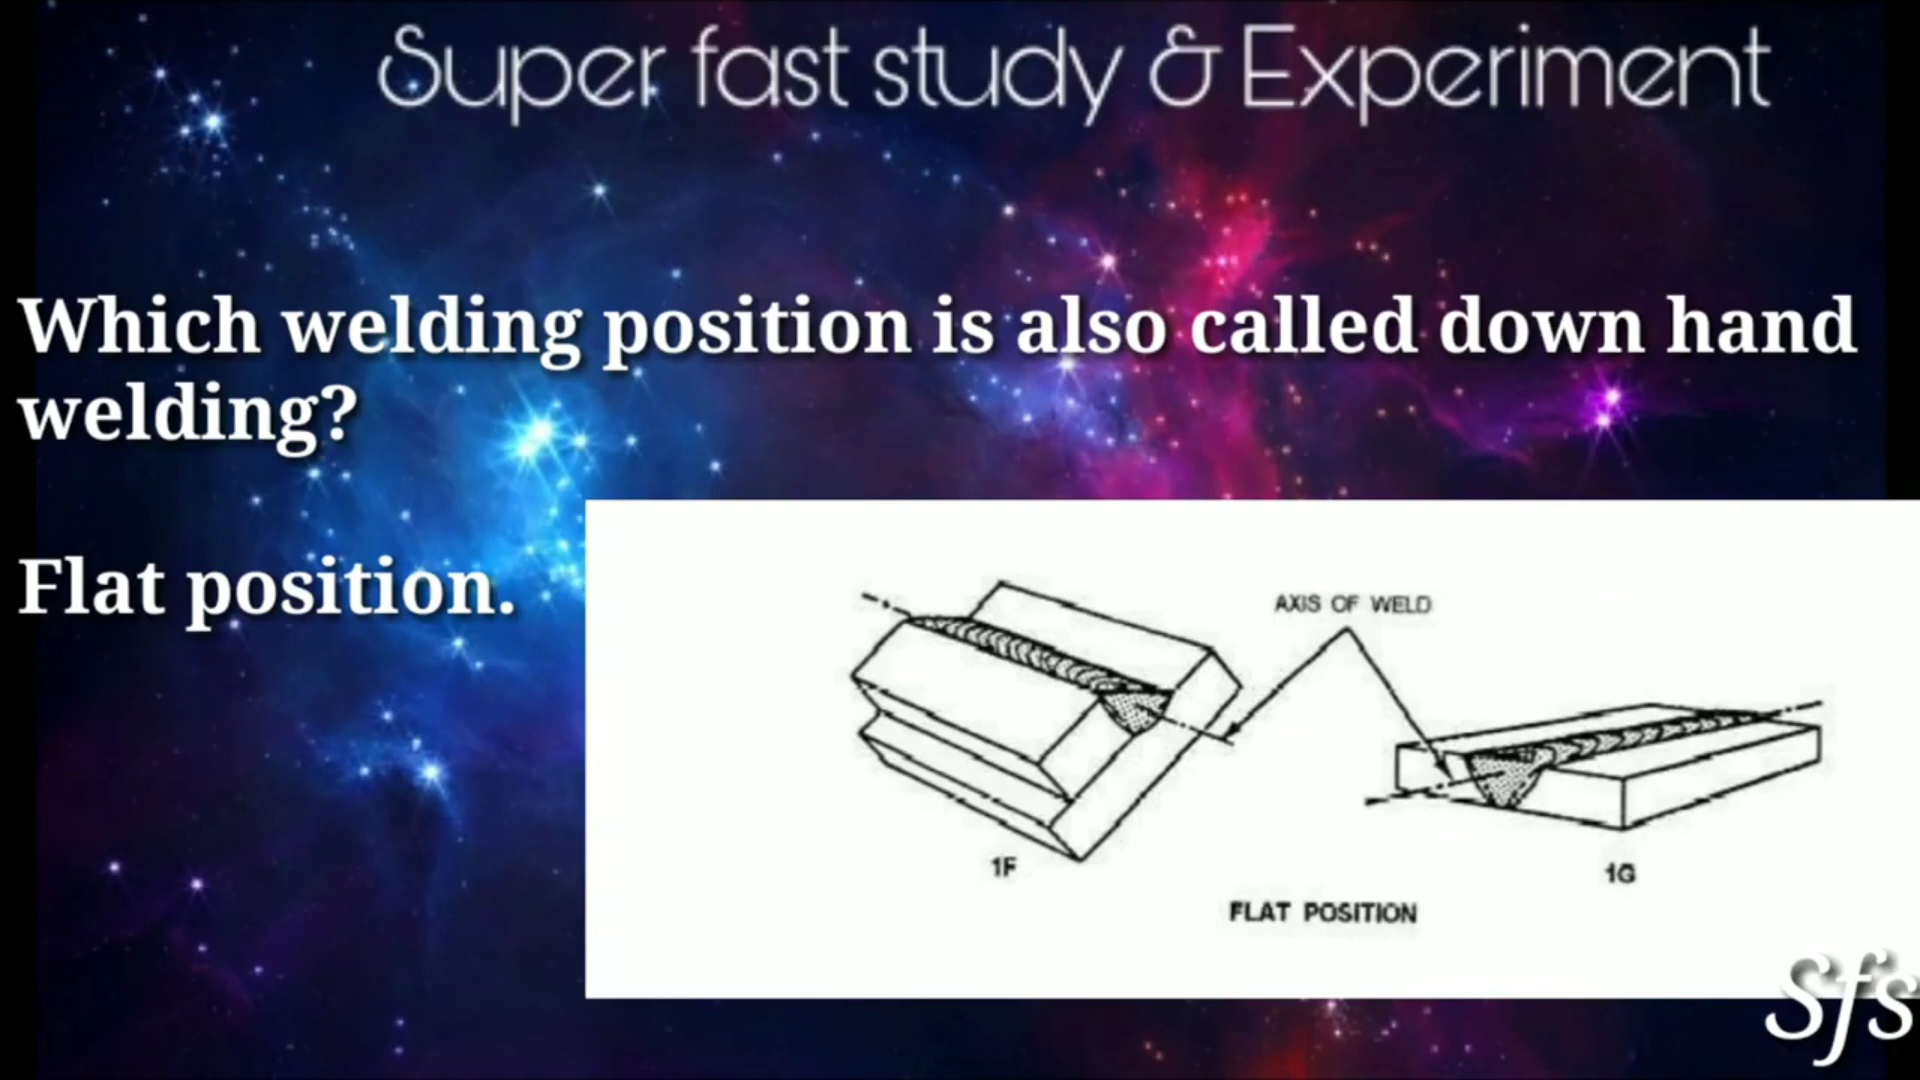 Super fast study & Experiment
Which welding position is also called down hand
welding?
Flat position.
AXIS OF WELD
1F
1G
FLAT POSITION
Sfs